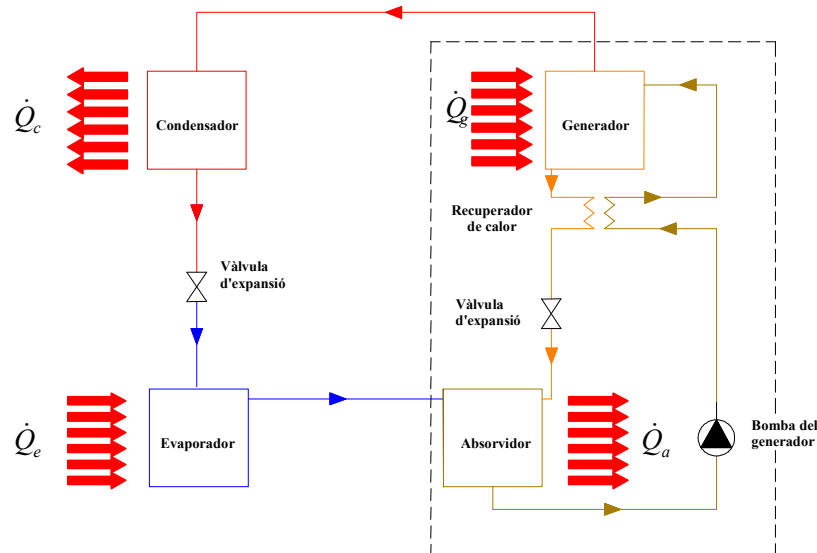 Q̇c
Condensador
Q̇g
Generador
Recuperador
de calor
Vàlvula
d'expansió
Vàlvula
d'expansió
Q̇e
Evaporador
Absorvidor
Q̇a
Bomba del
generador